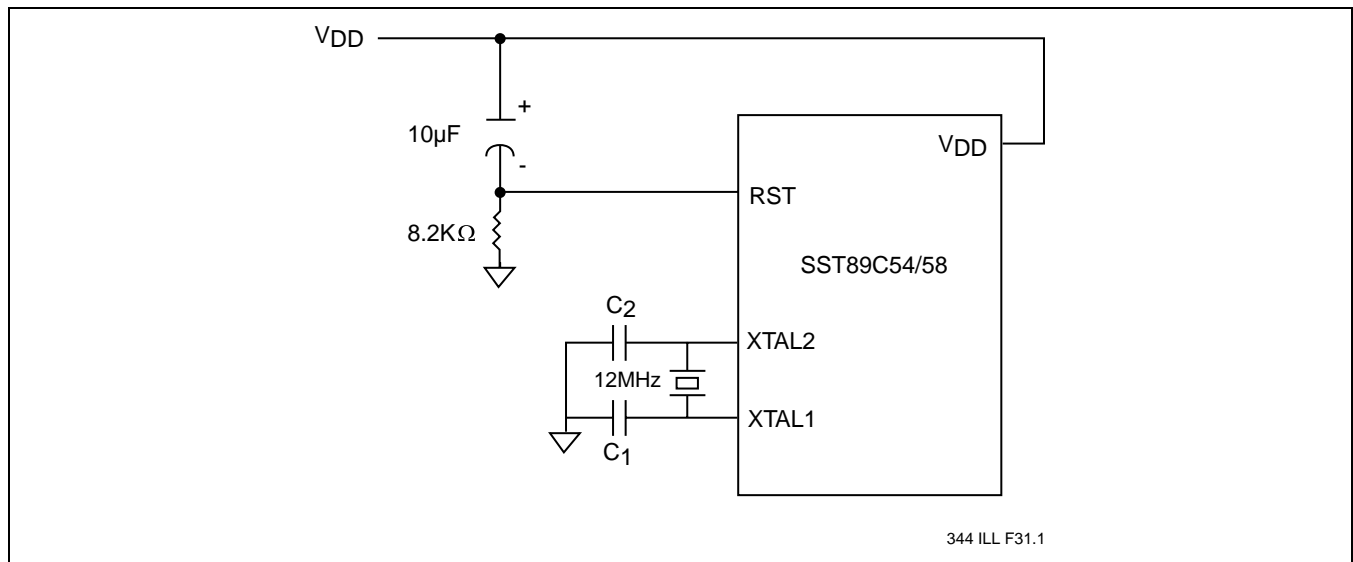 VDD
+
10µF
-
VDD
RST
8.2KΩ
SST89C54/58
C2
XTAL2
12MHz
XTAL1
C1
344 ILL F31.1